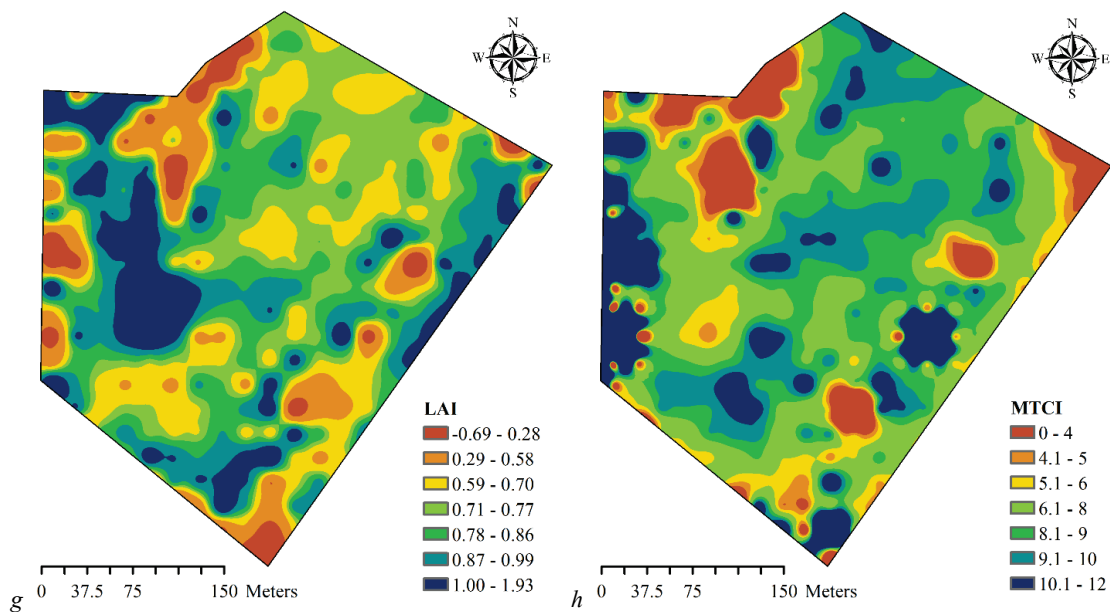 N
W E
S
N
W E
S
LAI
-0.69 - 0.28
0.29 - 0.58
0.59 - 0.70
0.71 - 0.77
0.78 - 0.86
0.87 - 0.99
1.00 - 1.93
0 37.5 75 150 Meters
g
MTCI
0 - 4
4.1 - 5
5.1 - 6
6.1 - 8
8.1 - 9
9.1 - 10
10.1 - 12
0 37.5 75 150 Meters
h